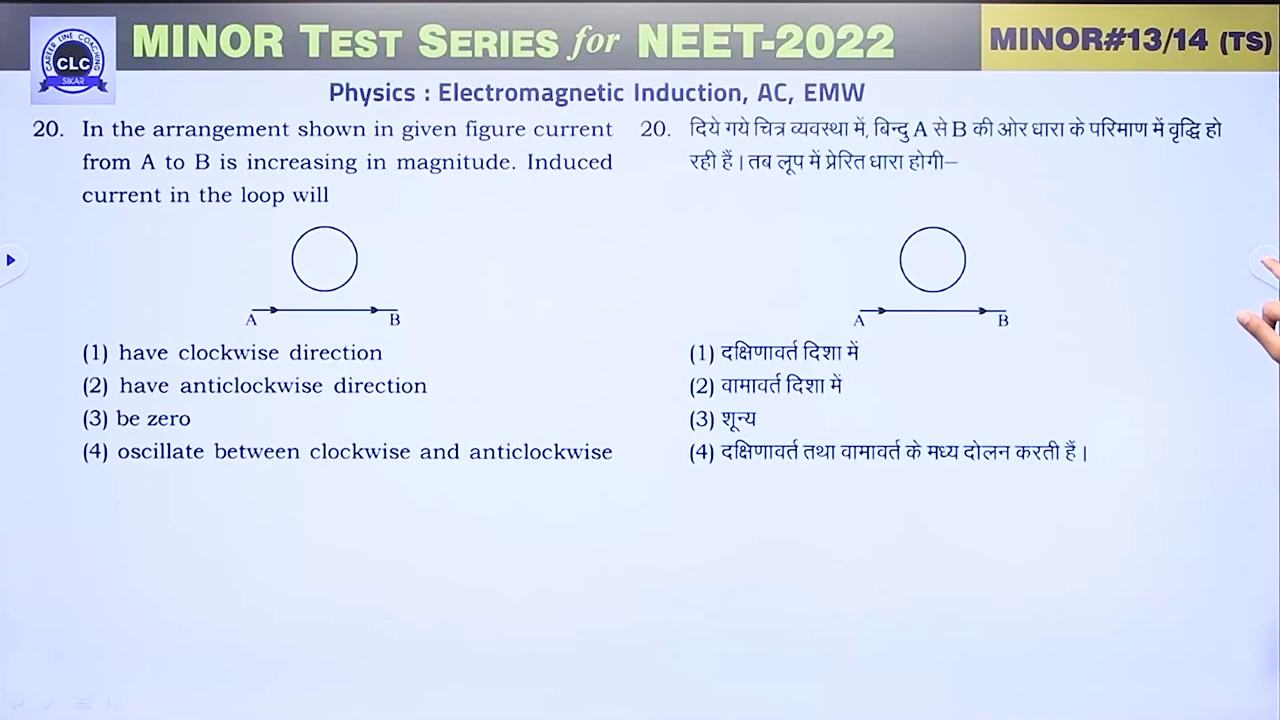 MINOR TEST SERIES for NEET-2022
MINOR#13/14 (TS)
CAREER LINE COACHING
CLC
SIKAR
Physics : Electromagnetic Induction, AC, EMW
20. In the arrangement shown in given figure current
from A to B is increasing in magnitude. Induced
current in the loop will
A B
(1) have clockwise direction
(2) have anticlockwise direction
(3) be zero
(4) oscillate between clockwise and anticlockwise
20. दिये गये चित्र व्यवस्था में, बिन्दु A से B की ओर धारा के परिमाण में वृद्धि हो
रही हैं। तब लूप में प्रेरित धारा होगी–
A B
(1) दक्षिणावर्त दिशा में
(2) वामावर्त दिशा में
(3) शून्य
(4) दक्षिणावर्त तथा वामावर्त के मध्य दोलन करती हैं।